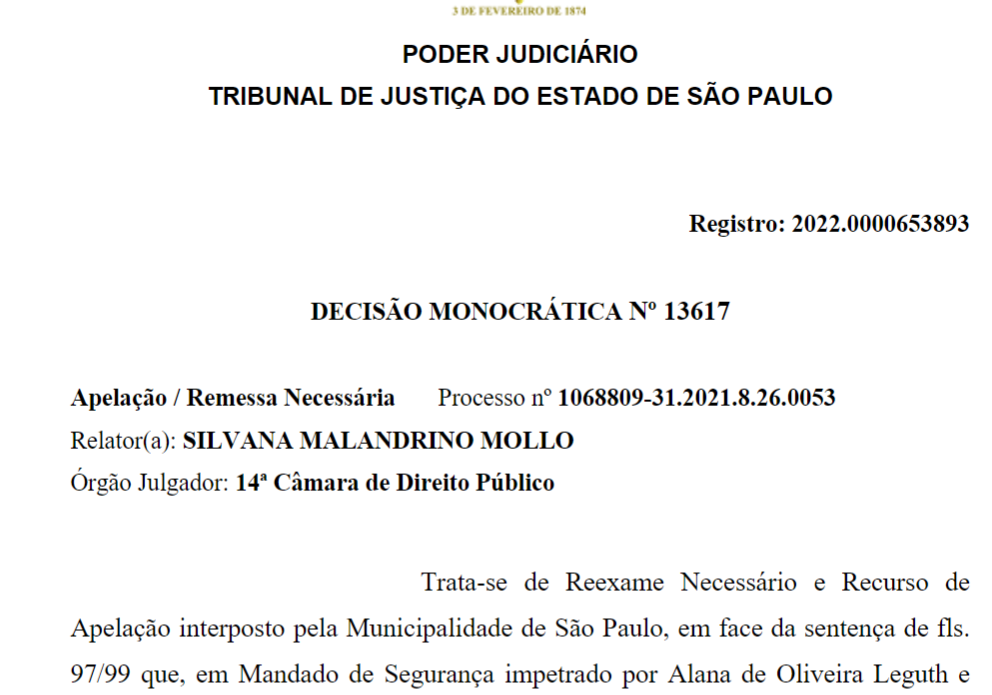 3 DE FEVEREIRO DE 1874
PODER JUDICIÁRIO
TRIBUNAL DE JUSTIÇA DO ESTADO DE SÃO PAULO
Registro: 2022.0000653893
DECISÃO MONOCRÁTICA Nº 13617
Apelação / Remessa Necessária Processo nº 1068809-31.2021.8.26.0053
Relator(a): SILVANA MALANDRINO MOLLO
Órgão Julgador: 14ª Câmara de Direito Público
Trata-se de Reexame Necessário e Recurso de
Apelação interposto pela Municipalidade de São Paulo, em face da sentença de fls.
97/99 que, em Mandado de Segurança impetrado por Alana de Oliveira Leguth e